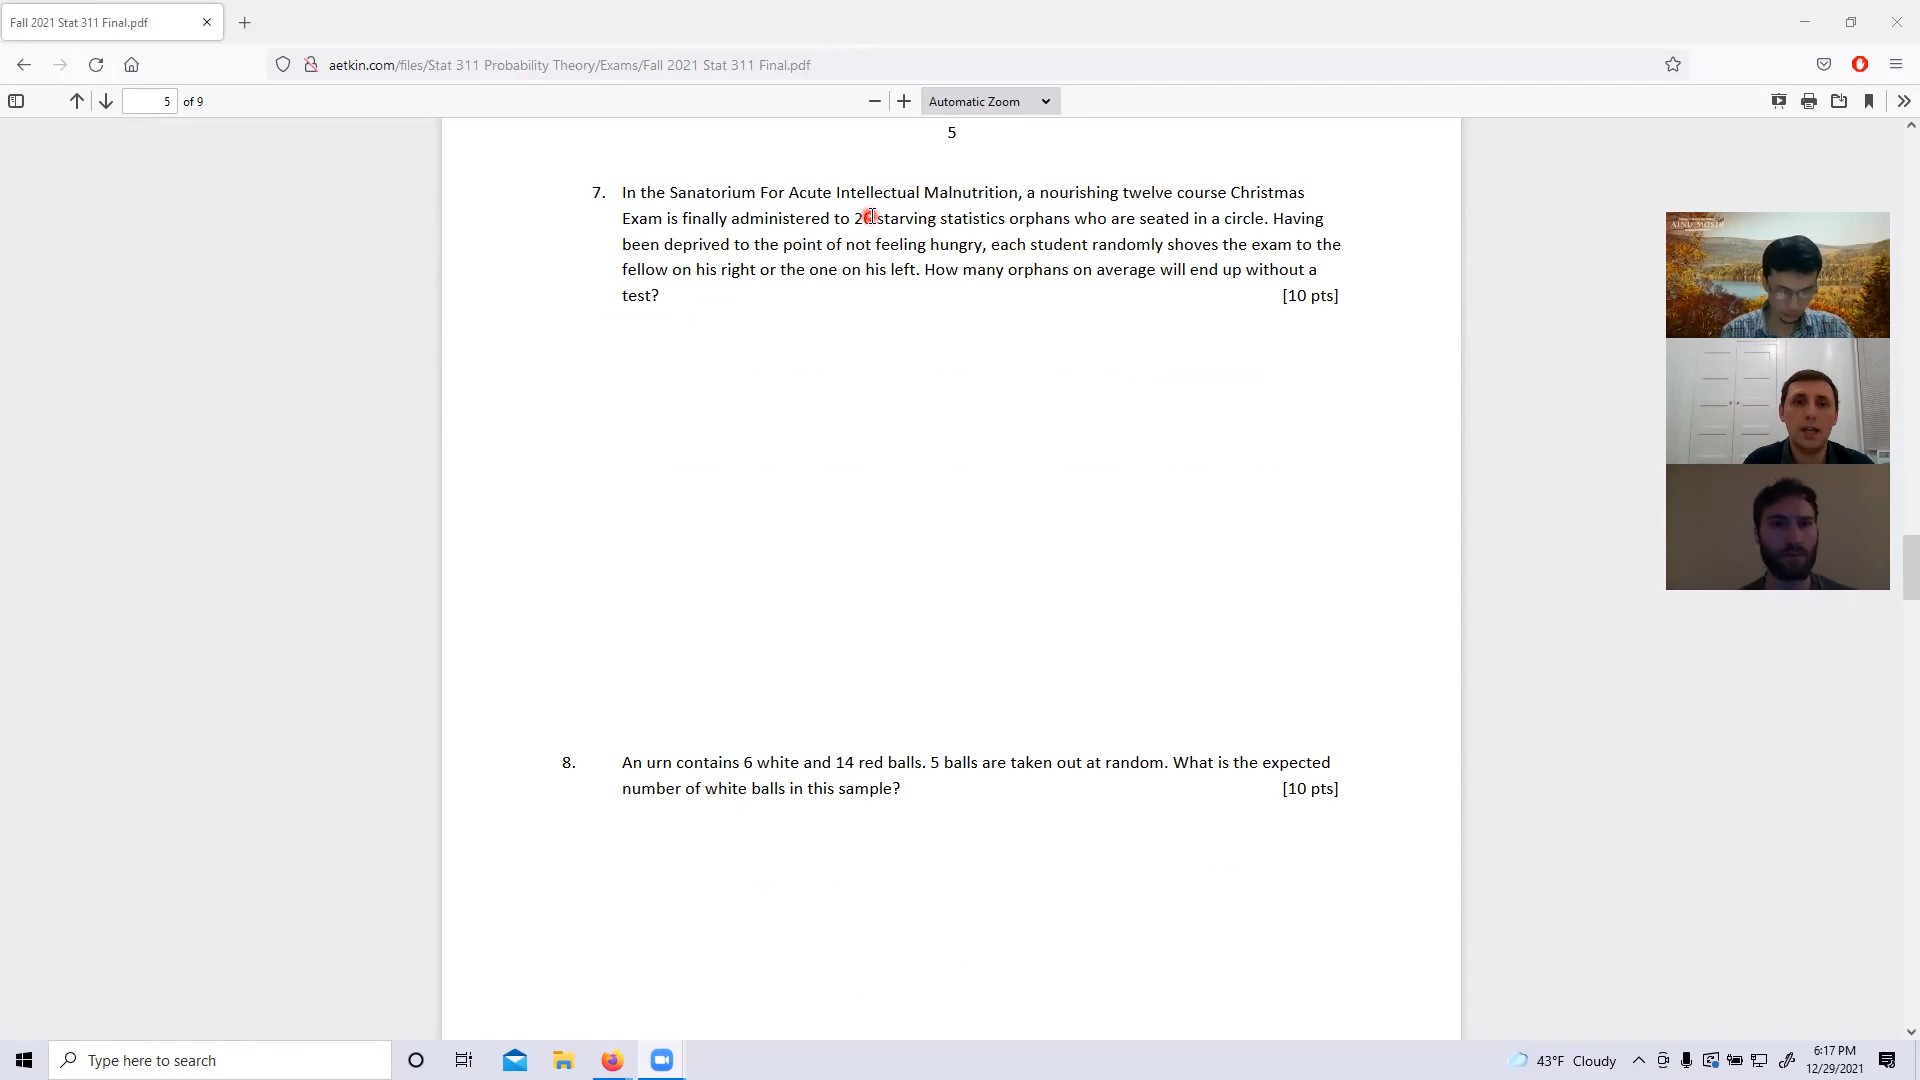 Fall 2021 Stat 311 Final.pdf
aetkin.com/files/Stat 311 Probability Theory/Exams/Fall 2021 Stat 311 Final.pdf
5 of 9
Automatic Zoom
5
7. In the Sanatorium For Acute Intellectual Malnutrition, a nourishing twelve course Christmas
Exam is finally administered to starving statistics orphans who are seated in a circle. Having
been deprived to the point of not feeling hungry, each student randomly shoves the exam to the
fellow on his right or the one on his left. How many orphans on average will end up without a
test? [10 pts]
8. An urn contains 6 white and 14 red balls. 5 balls are taken out at random. What is the expected
number of white balls in this sample? [10 pts]
AINU MOSIR
Type here to search
43°F Cloudy
6:17 PM
12/29/2021